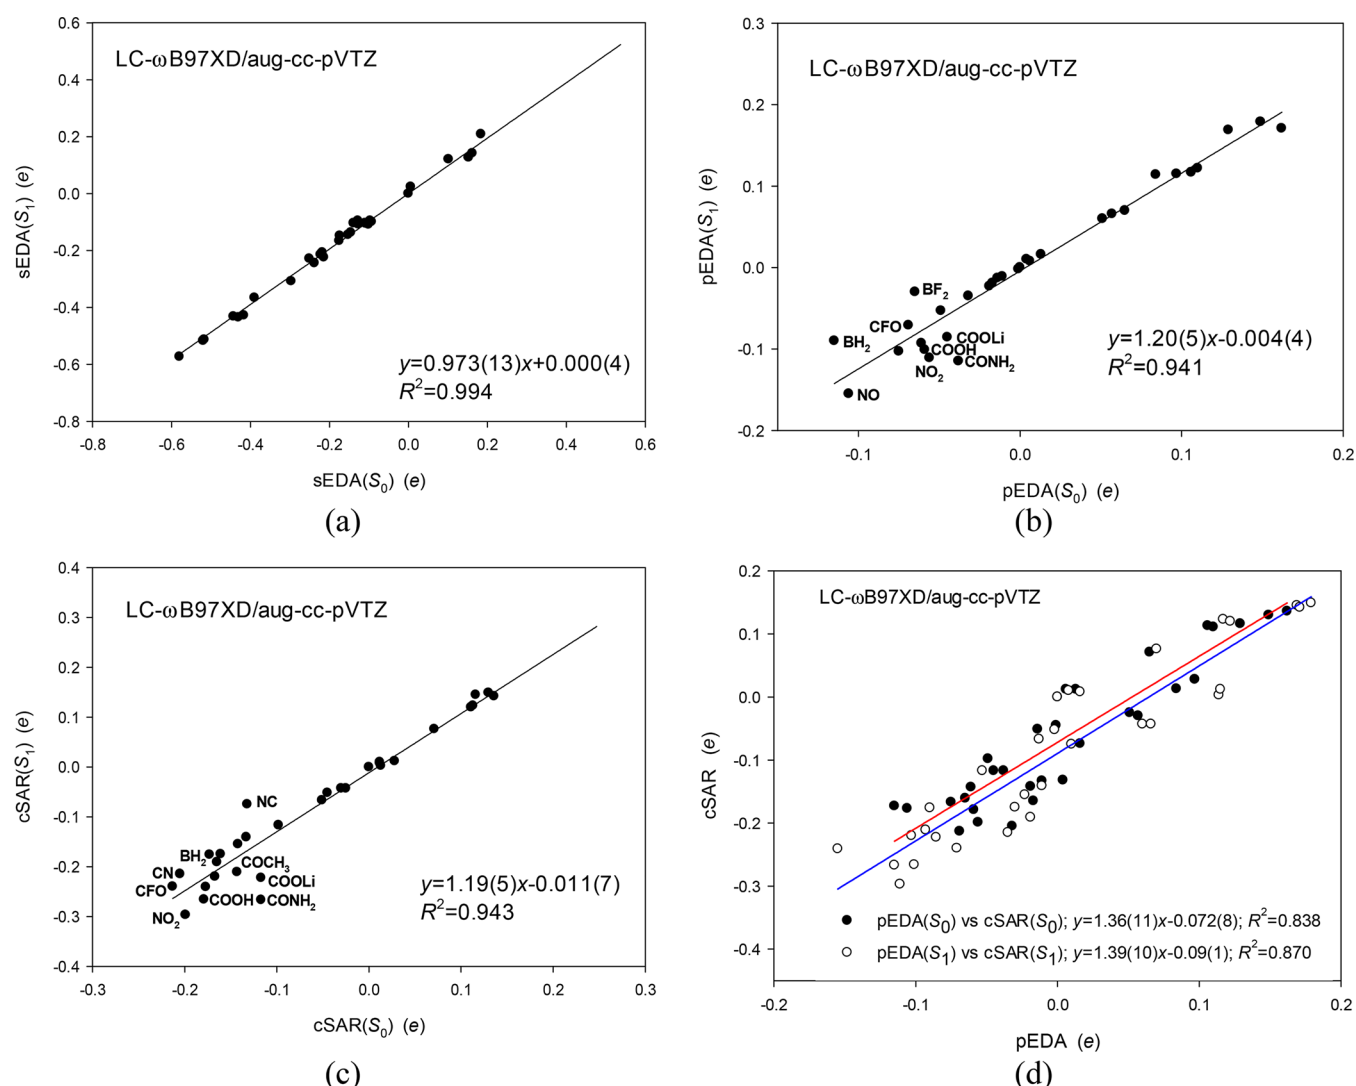 LC-ωB97XD/aug-cc-pVTZ
sEDA(S₁) (e)
0.6
0.4
0.2
0.0
-0.2
-0.4
-0.6
-0.8
y=0.973(13)x+0.000(4)
R²=0.994
-0.8 -0.6 -0.4 -0.2 0.0 0.2 0.4 0.6
sEDA(S₀) (e)
(a)
LC-ωB97XD/aug-cc-pVTZ
pEDA(S₁) (e)
0.3
0.2
0.1
0.0
-0.1
-0.2
BF₂
CFO
COOLi
BH₂
COOH
NO₂
CONH₂
NO
y=1.20(5)x-0.004(4)
R²=0.941
-0.1 0.0 0.1 0.2
pEDA(S₀) (e)
(b)
LC-ωB97XD/aug-cc-pVTZ
cSAR(S₁) (e)
0.4
0.3
0.2
0.1
0.0
-0.1
-0.2
-0.3
-0.4
NC
BH₂
COCH₃
CN
COOLi
CFO
COOH
CONH₂
NO₂
y=1.19(5)x-0.011(7)
R²=0.943
-0.3 -0.2 -0.1 0.0 0.1 0.2 0.3
cSAR(S₀) (e)
(c)
LC-ωB97XD/aug-cc-pVTZ
cSAR (e)
0.2
0.1
0.0
-0.1
-0.2
-0.3
-0.4
pEDA(S₀) vs cSAR(S₀); y=1.36(11)x-0.072(8); R²=0.838
pEDA(S₁) vs cSAR(S₁); y=1.39(10)x-0.09(1); R²=0.870
-0.2 -0.1 0.0 0.1 0.2
pEDA (e)
(d)